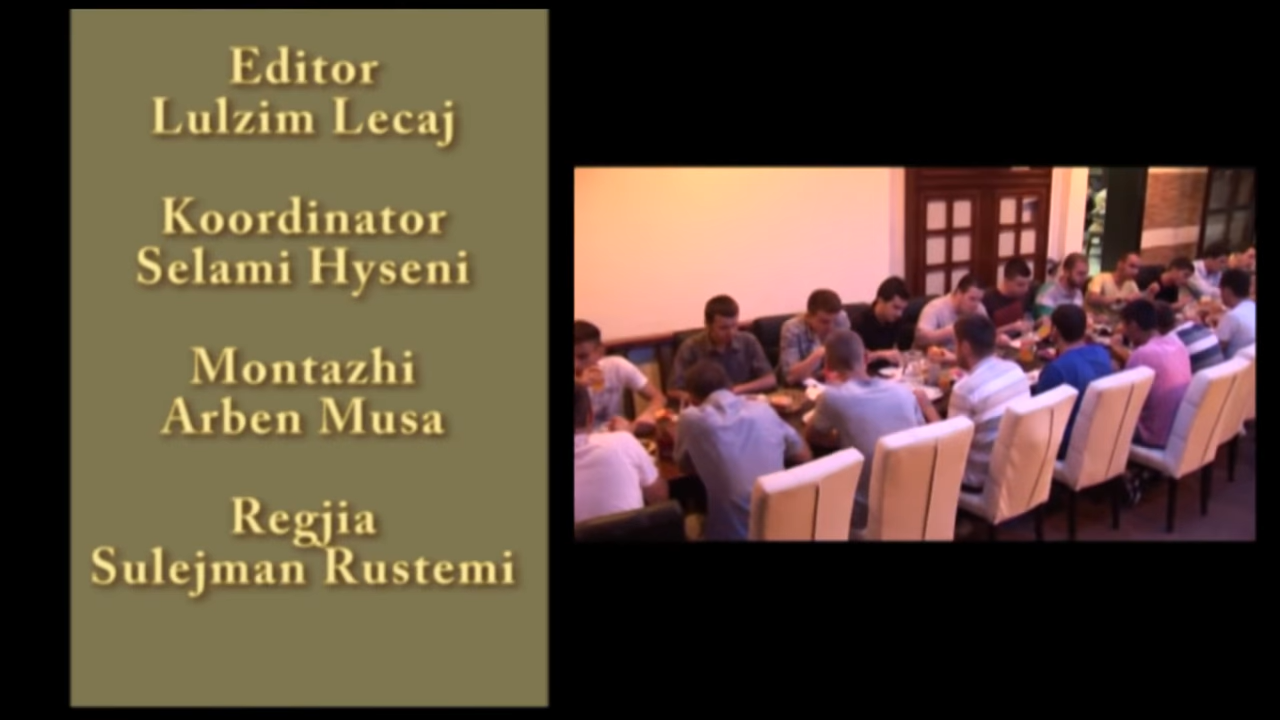 Editor
Lulzim Lecaj
Koordinator
Selami Hyseni
Montazhi
Arben Musa
Regjia
Sulejman Rustemi